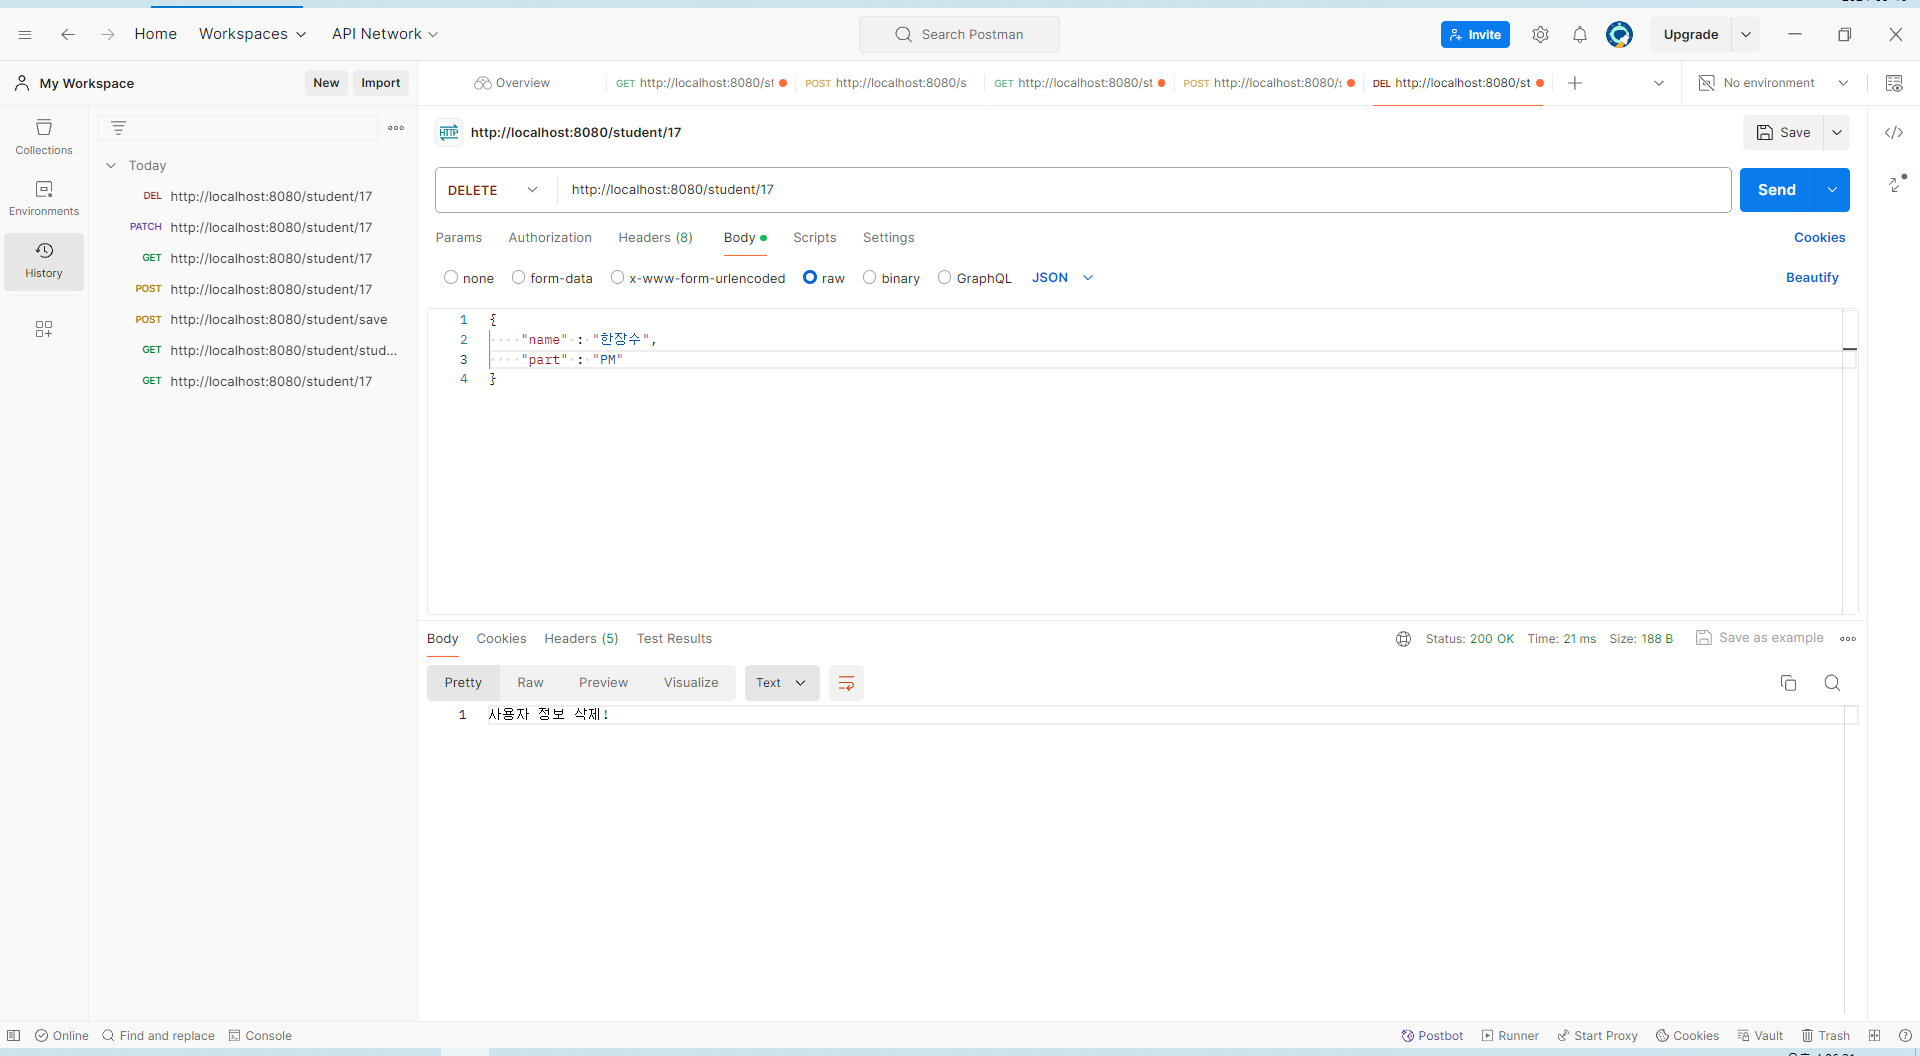 Home Workspaces API Network Search Postman Invite Upgrade
My Workspace New Import Overview GET http://localhost:8080/st POST http://localhost:8080/s GET http://localhost:8080/st POST http://localhost:8080/ DEL http://localhost:8080/st No environment
Collections
Environments
History
Today
DEL http://localhost:8080/student/17
PATCH http://localhost:8080/student/17
GET http://localhost:8080/student/17
POST http://localhost:8080/student/17
POST http://localhost:8080/student/save
GET http://localhost:8080/student/stud...
GET http://localhost:8080/student/17
HTTP http://localhost:8080/student/17 Save
DELETE http://localhost:8080/student/17 Send
Params Authorization Headers (8) Body Scripts Settings Cookies
none form-data x-www-form-urlencoded raw binary GraphQL JSON Beautify
1 {
2 "name" : "한장수",
3 "part" : "PM"
4 }
Body Cookies Headers (5) Test Results Status: 200 OK Time: 21 ms Size: 188 B Save as example
Pretty Raw Preview Visualize Text
1 사용자 정보 삭제!
Online Find and replace Console Postbot Runner Start Proxy Cookies Vault Trash